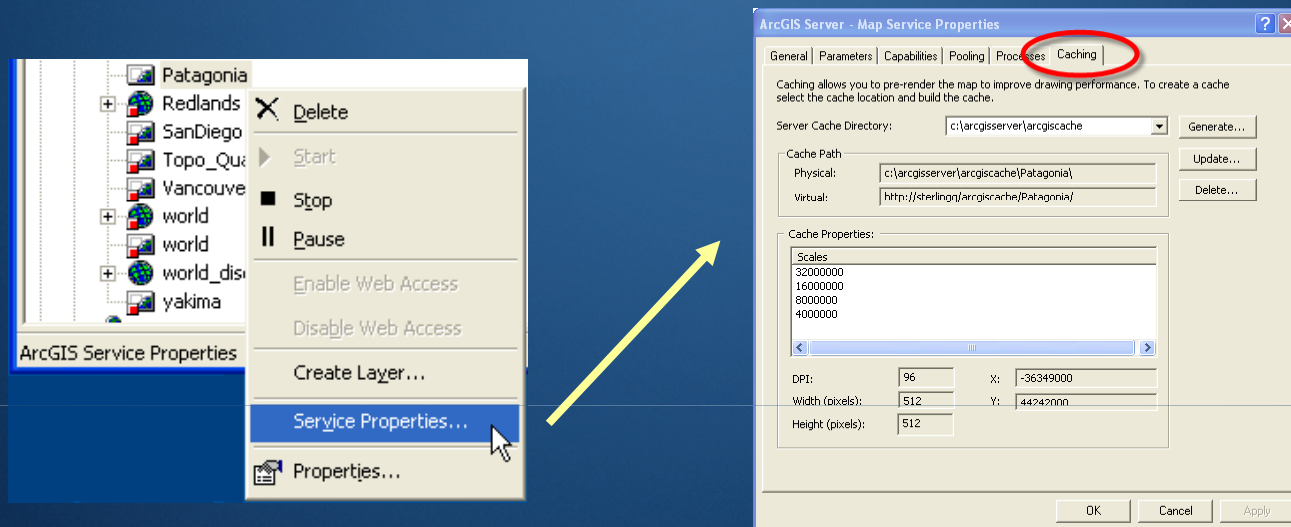 Patagonia
Redlands
SanDiego
Topo_Qua
Vancouve
world
world
world_dis
yakima
ArcGIS Service Properties
Delete
Start
Stop
Pause
Enable Web Access
Disable Web Access
Create Layer...
Service Properties...
Properties...
ArcGIS Server - Map Service Properties
General Parameters Capabilities Pooling Processes Caching
Caching allows you to pre-render the map to improve drawing performance. To create a cache
select the cache location and build the cache.
Server Cache Directory: c:\arcgisserver\arcgiscache Generate...
Cache Path Update...
Physical: c:\arcgisserver\arcgiscache\Patagonia\
Virtual: http://sterlingq/arcgiscache/Patagonia/ Delete...
Cache Properties:
Scales
32000000
16000000
8000000
4000000
DPI: 96 X: -36349000
Width (pixels): 512 Y: 44242000
Height (pixels): 512
OK Cancel Apply